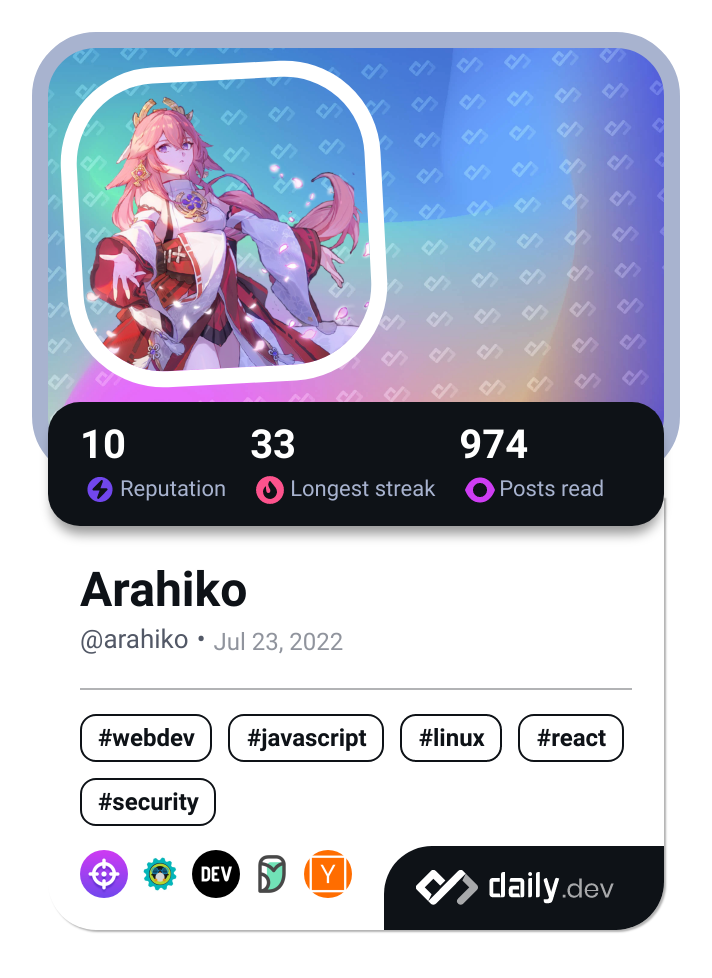 10 33 974
Reputation Longest streak Posts read
Arahiko
@arahiko • Jul 23, 2022
#webdev #javascript #linux #react
#security
DEV Y daily.dev